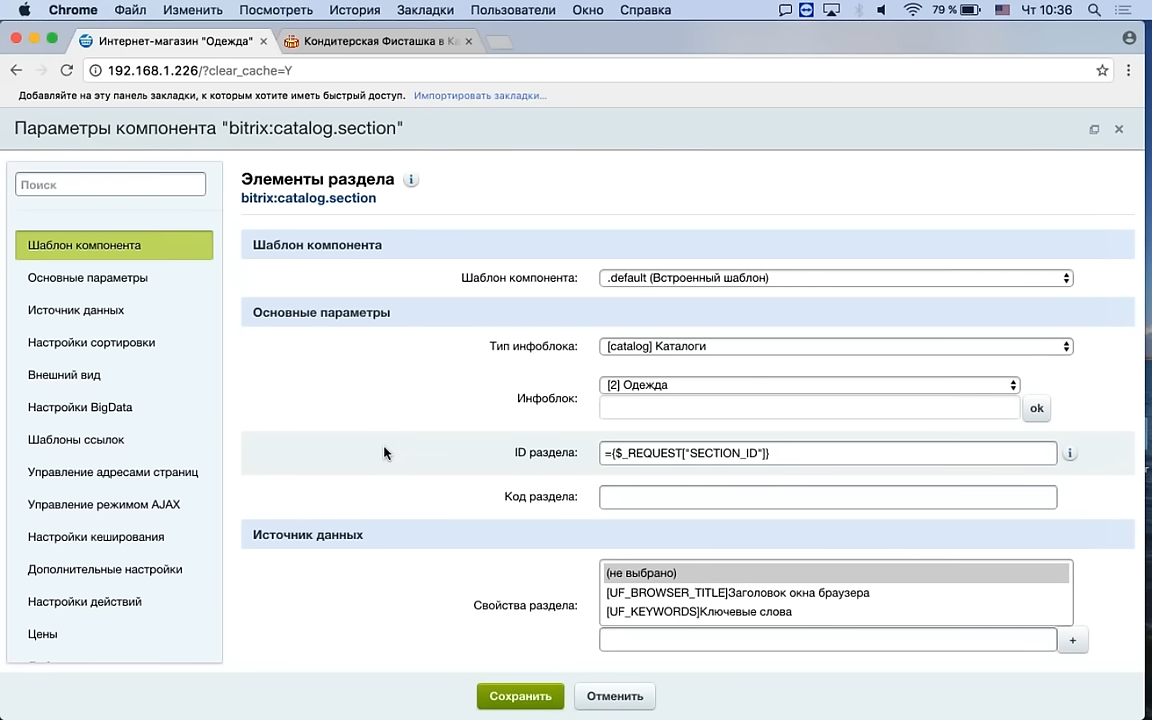 Chrome Файл Изменить Посмотреть История Закладки Пользователи Окно Справка 79 % Чт 10:36
Интернет-магазин "Одежда" Кондитерская Фисташка в К
192.168.1.226/?clear_cache=Y
Добавляйте на эту панель закладки, к которым хотите иметь быстрый доступ. Импортировать закладки...
Параметры компонента "bitrix:catalog.section"
Поиск
Шаблон компонента
Основные параметры
Источник данных
Настройки сортировки
Внешний вид
Настройки BigData
Шаблоны ссылок
Управление адресами страниц
Управление режимом AJAX
Настройки кеширования
Дополнительные настройки
Настройки действий
Цены
Элементы раздела
bitrix:catalog.section
Шаблон компонента
Шаблон компонента: .default (Встроенный шаблон)
Основные параметры
Тип инфоблока: [catalog] Каталоги
Инфоблок: [2] Одежда
ok
ID раздела: ={$_REQUEST["SECTION_ID"]}
Код раздела:
Источник данных
Свойства раздела: (не выбрано)
[UF_BROWSER_TITLE]Заголовок окна браузера
[UF_KEYWORDS]Ключевые слова
+
Сохранить Отменить